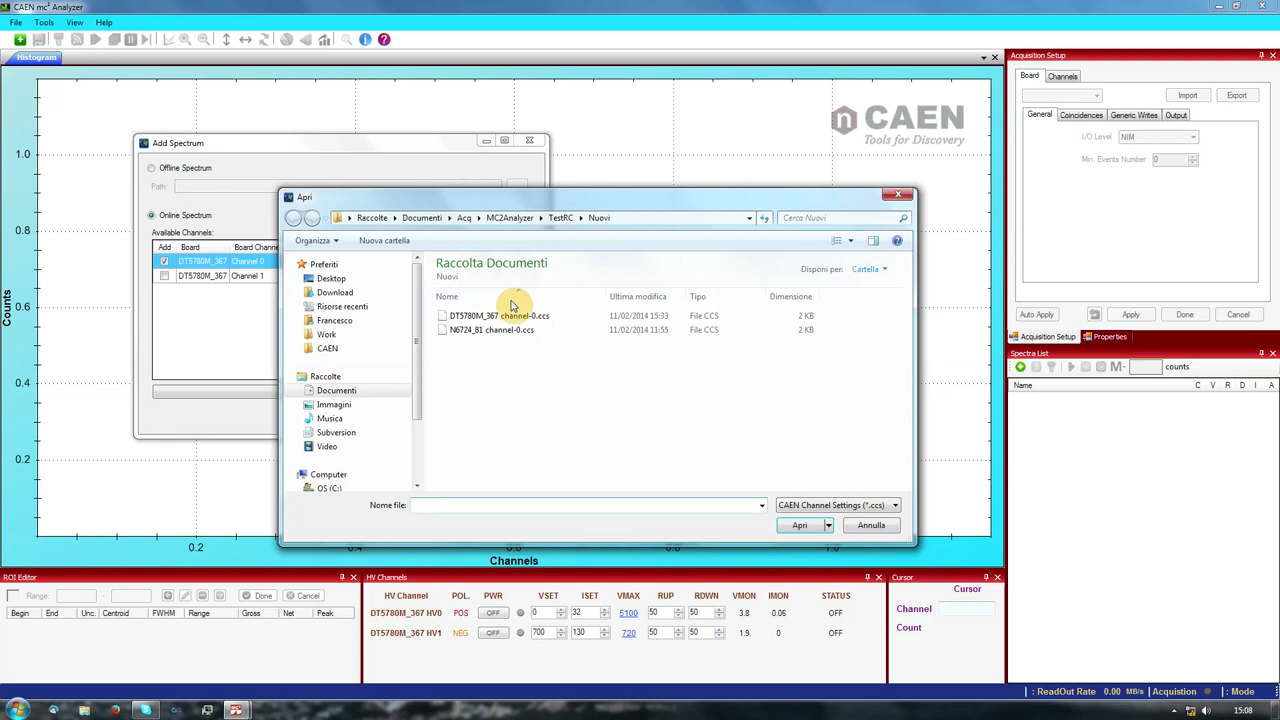 CAEN mc² Analyzer
File Tools View Help
Histogram
CAEN
Tools for Discovery
Counts
1.0
0.8
0.6
0.4
0.2
0.2 0.4 0.6 0.8 1.0
Channels
Add Spectrum
Offline Spectrum
Path:
Online Spectrum
Available Channels:
Add Board Board Chann
DT5780M_367 Channel 0
DT5780M_367 Channel 1
Apri
Raccolte Documenti Acq MC2Analyzer TestRC Nuovi
Cerca Nuovi
Organizza Nuova cartella
Preferiti
Desktop
Download
Risorse recenti
Francesco
Work
CAEN
Raccolte
Documenti
Immagini
Musica
Subversion
Video
Computer
OS (C:)
Raccolta Documenti
Nuovi
Disponi per: Cartella
Nome Ultima modifica Tipo Dimensione
DT5780M_367 channel-0.ccs 11/02/2014 15:33 File CCS 2 KB
N6724_81 channel-0.ccs 11/02/2014 11:55 File CCS 2 KB
Nome file:
CAEN Channel Settings (*.ccs)
Apri Annulla
Acquisition Setup
Board Channels
Import Export
General Coincidences Generic Writes Output
I/O Level NIM
Min. Events Number 0
Auto Apply Apply Done Cancel
Acquisition Setup Properties
Spectra List
M counts
Name C V R D I A
ROI Editor
Range: - Done Cancel
Begin End Unc. Centroid FWHM Range Gross Net Peak
HV Channels
HV Channel POL. PWR VSET ISET VMAX RUP RDWN VMON IMON STATUS
DT5780M_367 HV0 POS OFF 0 32 5100 50 50 3.8 0.06 OFF
DT5780M_367 HV1 NEG OFF 700 130 720 50 50 1.9 0 OFF
Cursor
Cursor
Channel
Count
: ReadOut Rate 0.00 MB/s Acquistion : Mode
15:08